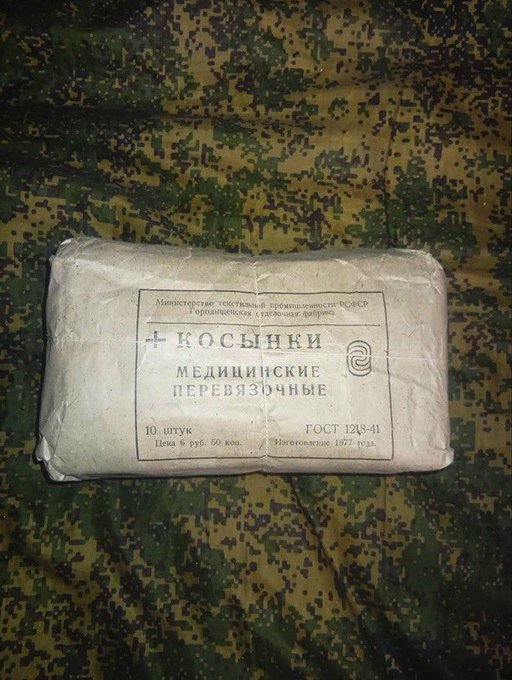 Министерство текстильной промышленности РСФСР
Городищенская отделочная фабрика
+ КОСЫНКИ
МЕДИЦИНСКИЕ
ПЕРЕВЯЗОЧНЫЕ
10 штук ГОСТ 1218-41
Цена 6 руб. 50 коп. Изготовление 1977 года.